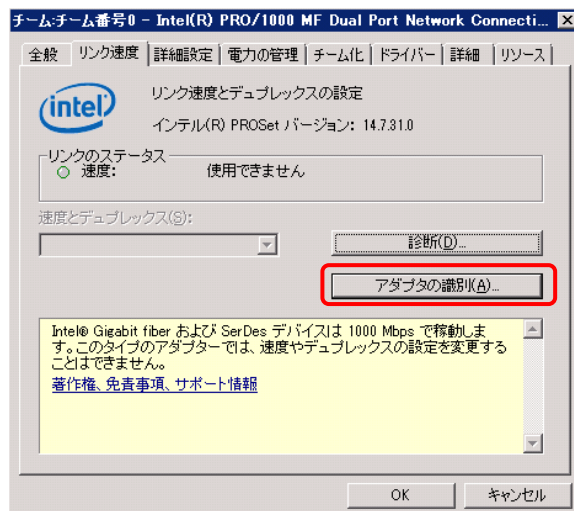 チーム:チーム番号0 - Intel(R) PRO/1000 MF Dual Port Network Connecti...
全般 リンク速度 詳細設定 電力の管理 チーム化 ドライバー 詳細 リソース
intel
リンク速度とデュプレックスの設定
インテル(R) PROSet バージョン: 14.7.31.0
リンクのステータス
速度: 使用できません
速度とデュプレックス(S):
診断(D)...
アダプタの識別(A)...
Intel® Gigabit fiber および SerDes デバイスは 1000 Mbps で稼動しま
す。このタイプのアダプターでは、速度やデュプレックスの設定を変更する
ことはできません。
著作権、免責事項、サポート情報
OK キャンセル